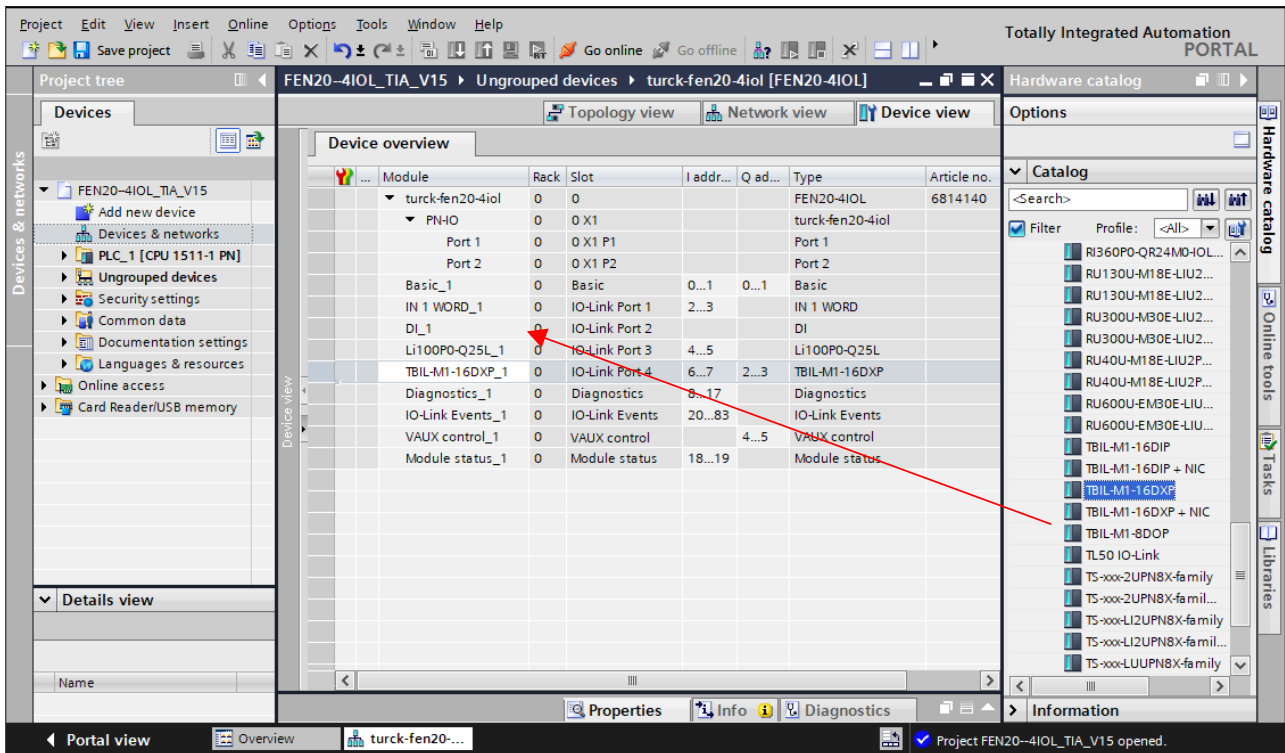 Project Edit View Insert Online Options Tools Window Help
Totally Integrated Automation
PORTAL
Save project Go online Go offline
Project tree
FEN20--4IOL_TIA_V15 Ungrouped devices turck-fen20-4iol [FEN20-4IOL]
Hardware catalog
Devices
Topology view Network view Device view
Options
Device overview
Catalog
... Module Rack Slot I addr... Q ad... Type Article no.
turck-fen20-4iol 0 0 FEN20-4IOL 6814140
PN-IO 0 0 X1 turck-fen20-4iol
Port 1 0 0 X1 P1 Port 1
Port 2 0 0 X1 P2 Port 2
Basic_1 0 Basic 0...1 0...1 Basic
IN 1 WORD_1 0 IO-Link Port 1 2...3 IN 1 WORD
DI_1 0 IO-Link Port 2 DI
Li100P0-Q25L_1 0 IO-Link Port 3 4...5 Li100P0-Q25L
TBIL-M1-16DXP_1 0 IO-Link Port 4 6...7 2...3 TBIL-M1-16DXP
Diagnostics_1 0 Diagnostics 8...17 Diagnostics
IO-Link Events_1 0 IO-Link Events 20...83 IO-Link Events
VAUX control_1 0 VAUX control 4...5 VAUX control
Module status_1 0 Module status 18...19 Module status
FEN20--4IOL_TIA_V15
Add new device
Devices & networks
PLC_1 [CPU 1511-1 PN]
Ungrouped devices
Security settings
Common data
Documentation settings
Languages & resources
Online access
Card Reader/USB memory
<Search>
Filter Profile: <All>
RI360P0-QR24M0-IOL...
RU130U-M18E-LIU2...
RU130U-M18E-LIU2...
RU300U-M30E-LIU2...
RU300U-M30E-LIU2...
RU40U-M18E-LIU2P...
RU40U-M18E-LIU2P...
RU600U-EM30E-LIU...
RU600U-EM30E-LIU...
TBIL-M1-16DIP
TBIL-M1-16DIP + NIC
TBIL-M1-16DXP
TBIL-M1-16DXP + NIC
TBIL-M1-8DOP
TL50 IO-Link
TS-xxx-2UPN8X-family
TS-xxx-2UPN8X-famil...
TS-xxx-LI2UPN8X-family
TS-xxx-LI2UPN8X-famil...
TS-xxx-LUUPN8X-family
Devices & networks
Device view
Hardware catalog
Online tools
Tasks
Libraries
Details view
Name
Properties Info Diagnostics
Information
Portal view Overview turck-fen20-...
Project FEN20--4IOL_TIA_V15 opened.